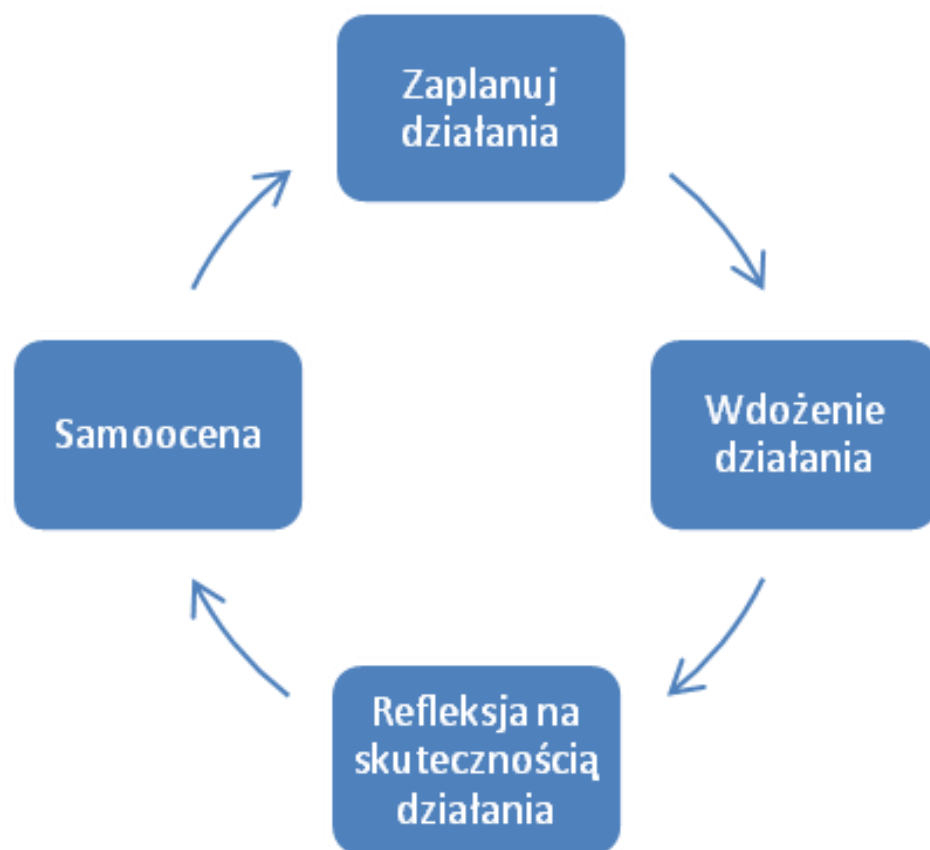 Zaplanuj
działania
Wdożenie
działania
Refleksja na
skutecznością
działania
Samoocena